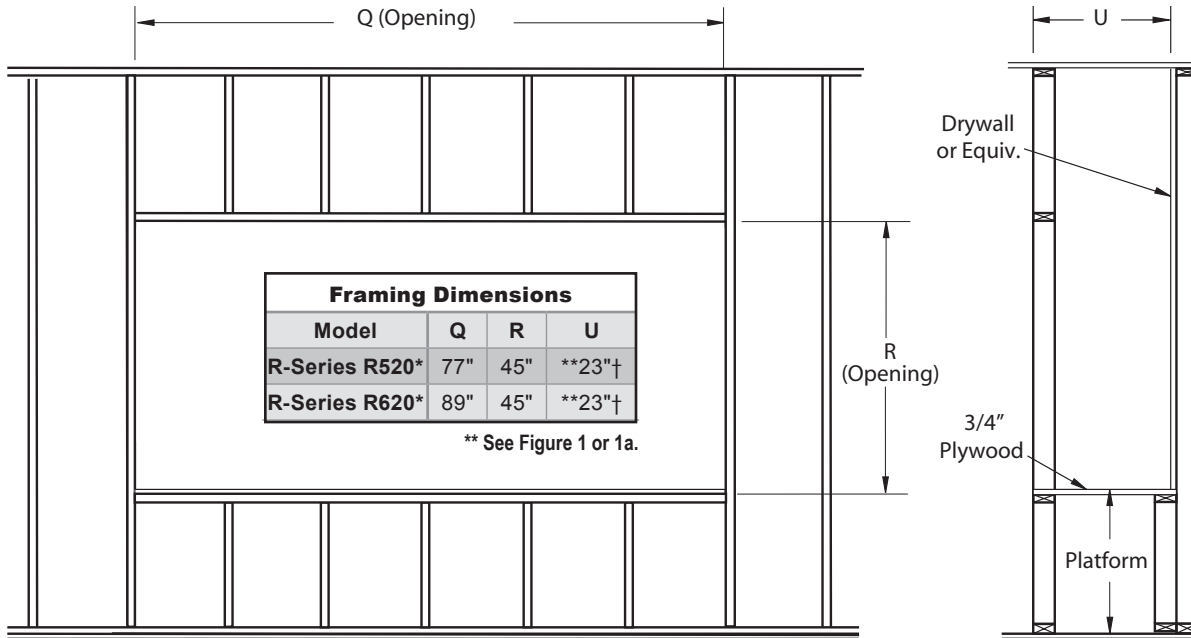 Q (Opening)
U
Drywall
or Equiv.
Framing Dimensions
Model Q R U
R-Series R520* 77" 45" **23"†
R-Series R620* 89" 45" **23"†
** See Figure 1 or 1a.
R
(Opening)
3/4”
Plywood
Platform